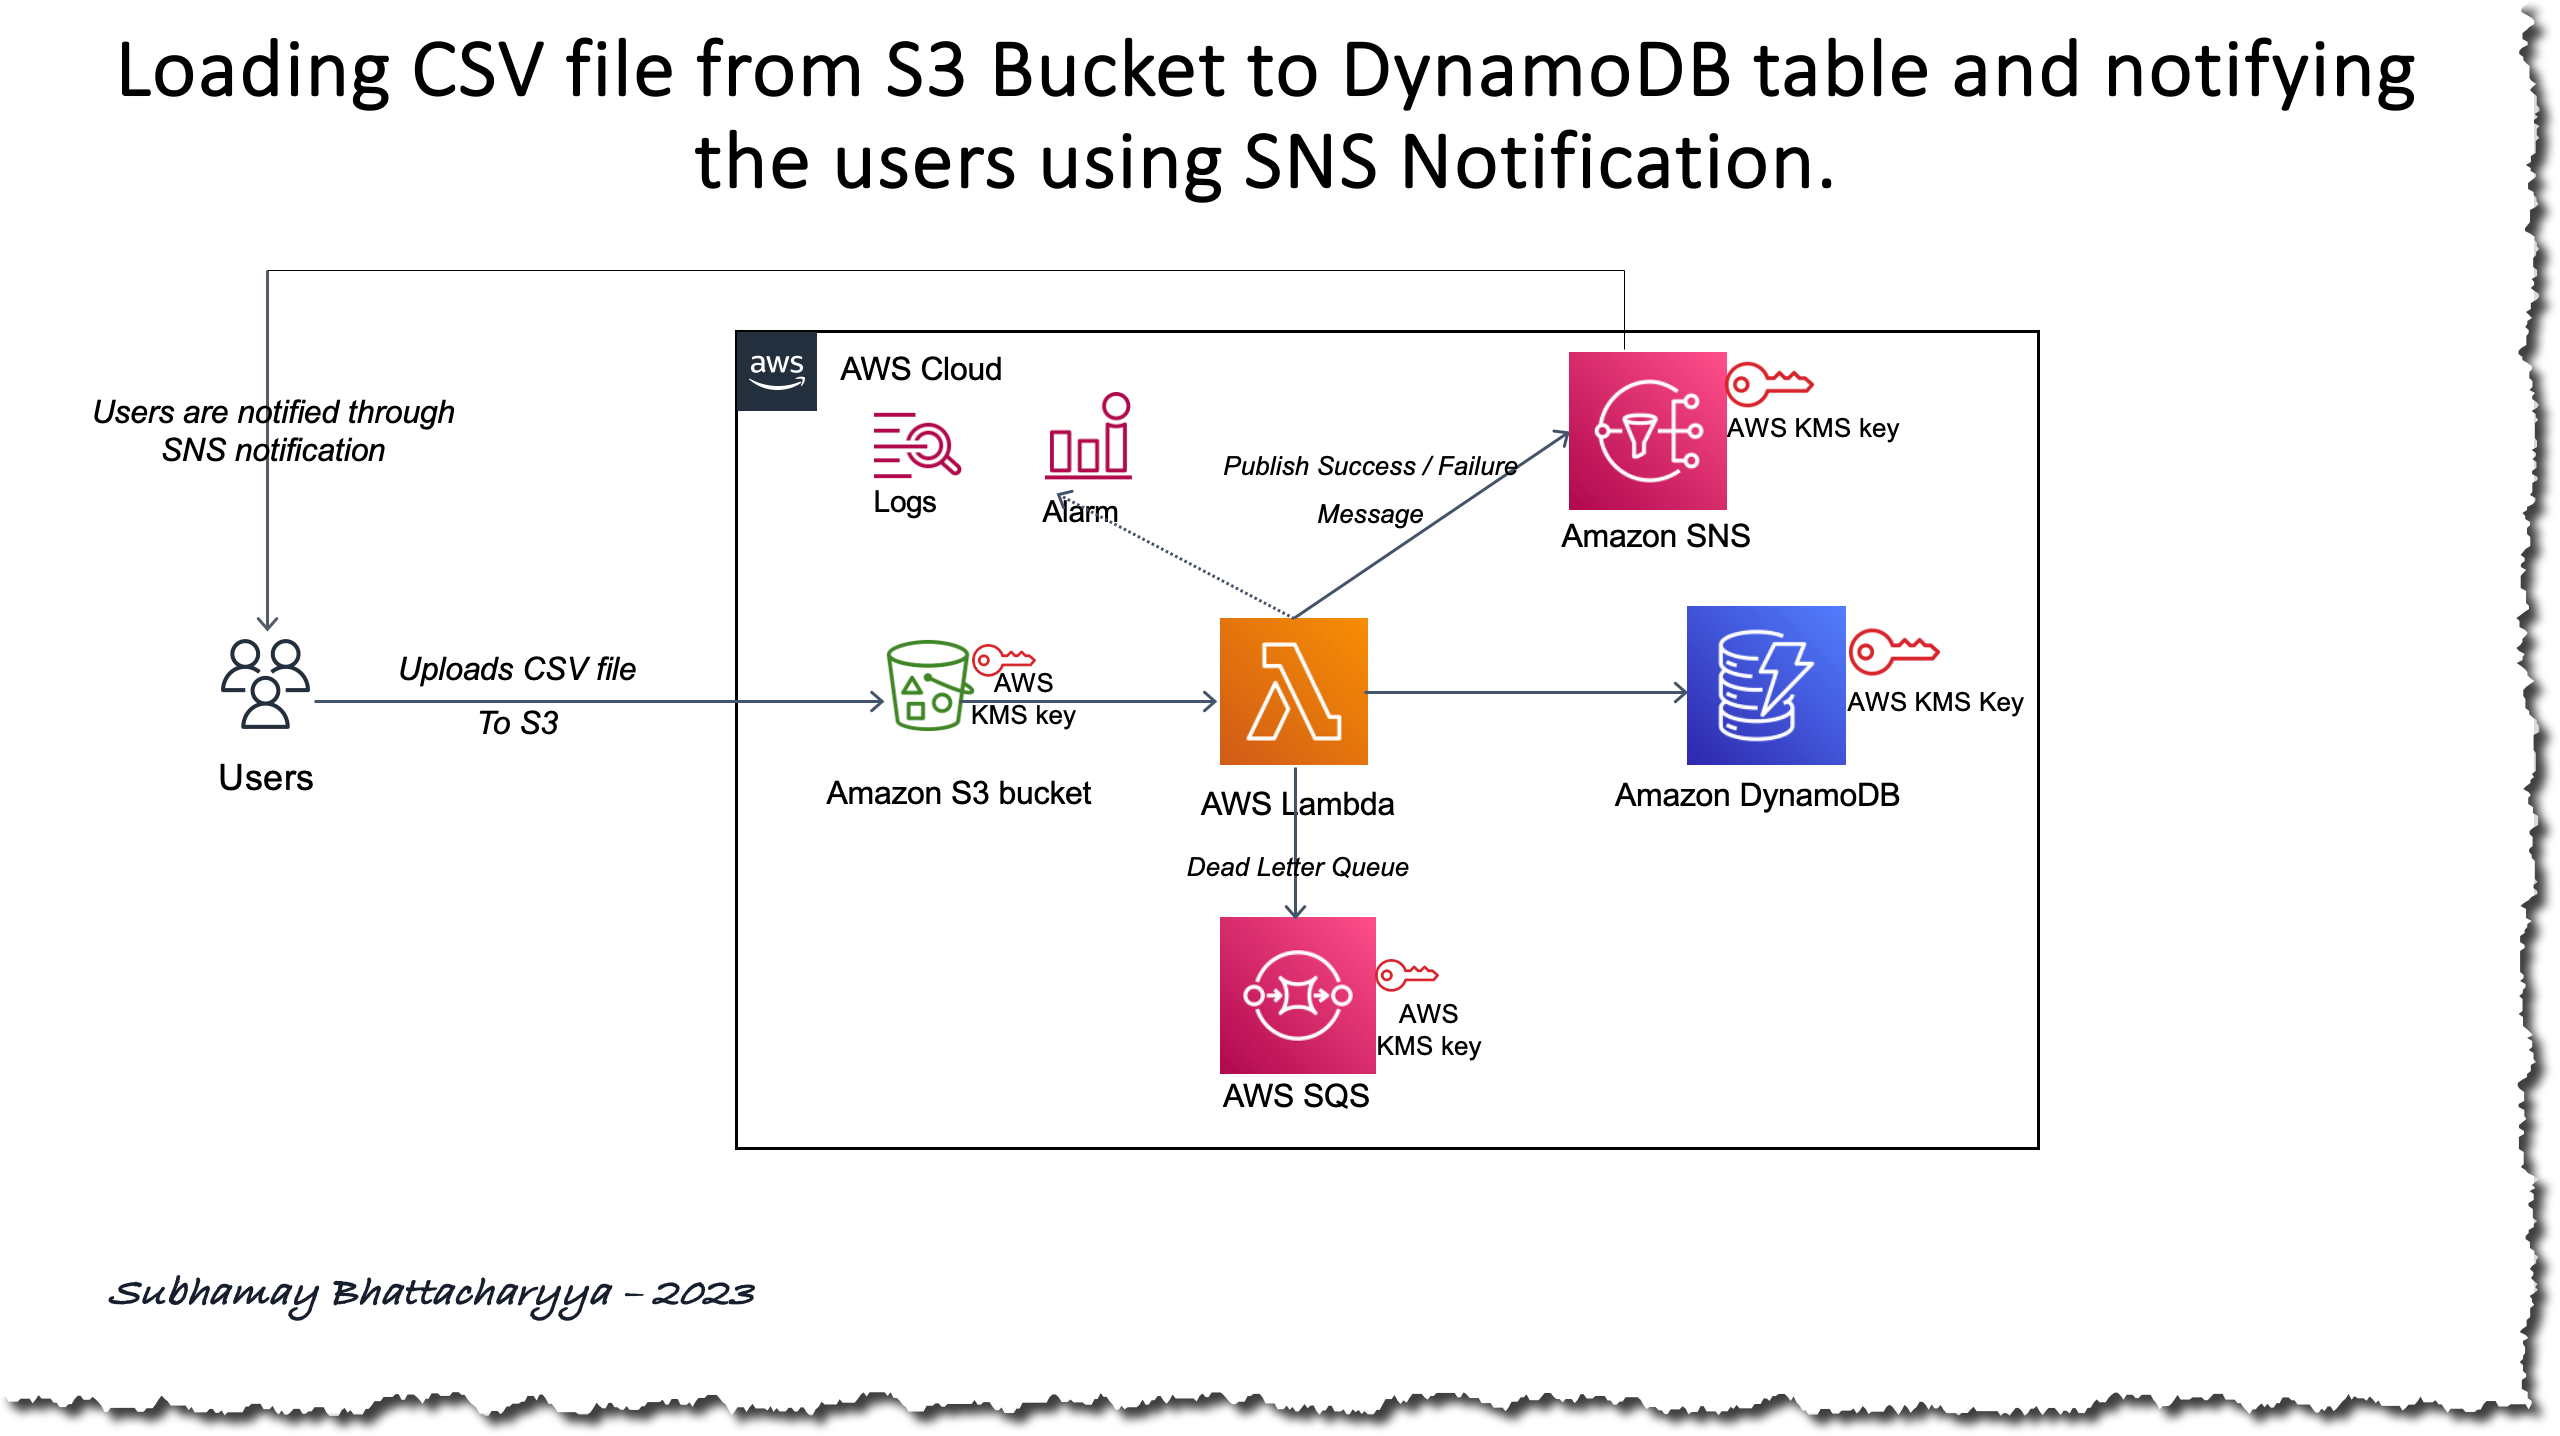 Loading CSV file from S3 Bucket to DynamoDB table and notifying
the users using SNS Notification.
aws
AWS Cloud
Users are notified through
SNS notification
Logs
Alarm
Publish Success / Failure
Message
AWS KMS key
Amazon SNS
Uploads CSV file
To S3
Users
AWS
KMS key
Amazon S3 bucket
AWS Lambda
AWS KMS Key
Amazon DynamoDB
Dead Letter Queue
AWS
KMS key
AWS SQS
Subhamay Bhattacharyya – 2023